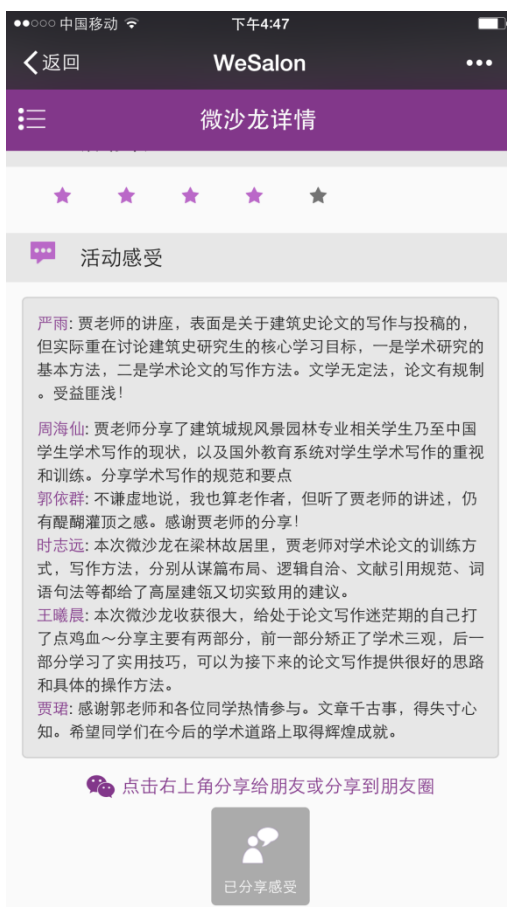 中国移动 下午4:47
返回 WeSalon
微沙龙详情
活动感受
严雨: 贾老师的讲座，表面是关于建筑史论文的写作与投稿的，
但实际重在讨论建筑史研究生的核心学习目标，一是学术研究的
基本方法，二是学术论文的写作方法。文学无定法，论文有规制
。受益匪浅！
周海仙: 贾老师分享了建筑城规风景园林专业相关学生乃至中国
学生学术写作的现状，以及国外教育系统对学生学术写作的重视
和训练。分享学术写作的规范和要点
郭依群: 不谦虚地说，我也算老作者，但听了贾老师的讲述，仍
有醍醐灌顶之感。感谢贾老师的分享！
时志远: 本次微沙龙在梁林故居里，贾老师对学术论文的训练方
式，写作方法，分别从谋篇布局、逻辑自洽、文献引用规范、词
语句法等都给了高屋建瓴又切实致用的建议。
王曦晨: 本次微沙龙收获很大，给处于论文写作迷茫期的自己打
了点鸡血～分享主要有两部分，前一部分矫正了学术三观，后一
部分学习了实用技巧，可以为接下来的论文写作提供很好的思路
和具体的操作方法。
贾珺: 感谢郭老师和各位同学热情参与。文章千古事，得失寸心
知。希望同学们在今后的学术道路上取得辉煌成就。
点击右上角分享给朋友或分享到朋友圈
已分享感受